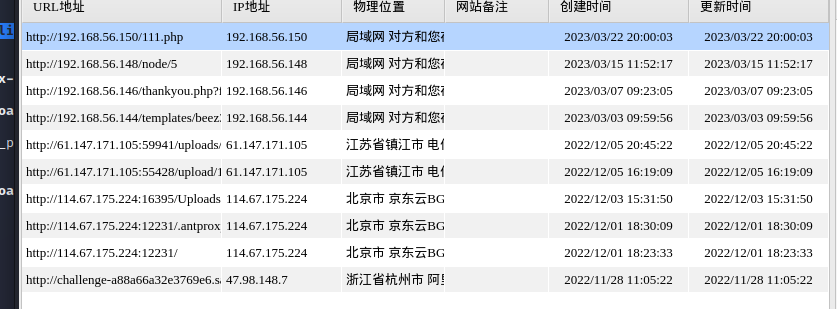 URL地址 IP地址 物理位置 网站备注 创建时间 更新时间
http://192.168.56.150/111.php 192.168.56.150 局域网 对方和您在 2023/03/22 20:00:03 2023/03/22 20:00:03
http://192.168.56.148/node/5 192.168.56.148 局域网 对方和您在 2023/03/15 11:52:17 2023/03/15 11:52:17
http://192.168.56.146/thankyou.php?f 192.168.56.146 局域网 对方和您在 2023/03/07 09:23:05 2023/03/07 09:23:05
http://192.168.56.144/templates/beez 192.168.56.144 局域网 对方和您在 2023/03/03 09:59:56 2023/03/03 09:59:56
http://61.147.171.105:59941/uploads/ 61.147.171.105 江苏省镇江市 电信 2022/12/05 20:45:22 2022/12/05 20:45:22
http://61.147.171.105:55428/upload/1 61.147.171.105 江苏省镇江市 电信 2022/12/05 16:19:09 2022/12/05 16:19:09
http://114.67.175.224:16395/Uploads 114.67.175.224 北京市 京东云BG 2022/12/03 15:31:50 2022/12/03 15:31:50
http://114.67.175.224:12231/.antprox 114.67.175.224 北京市 京东云BG 2022/12/01 18:30:09 2022/12/01 18:30:09
http://114.67.175.224:12231/ 114.67.175.224 北京市 京东云BG 2022/12/01 18:23:33 2022/12/01 18:23:33
http://challenge-a88a66a32e3769e6.sa 47.98.148.7 浙江省杭州市 阿里 2022/11/28 11:05:22 2022/11/28 11:05:22
li
x-
oa
_p
oa